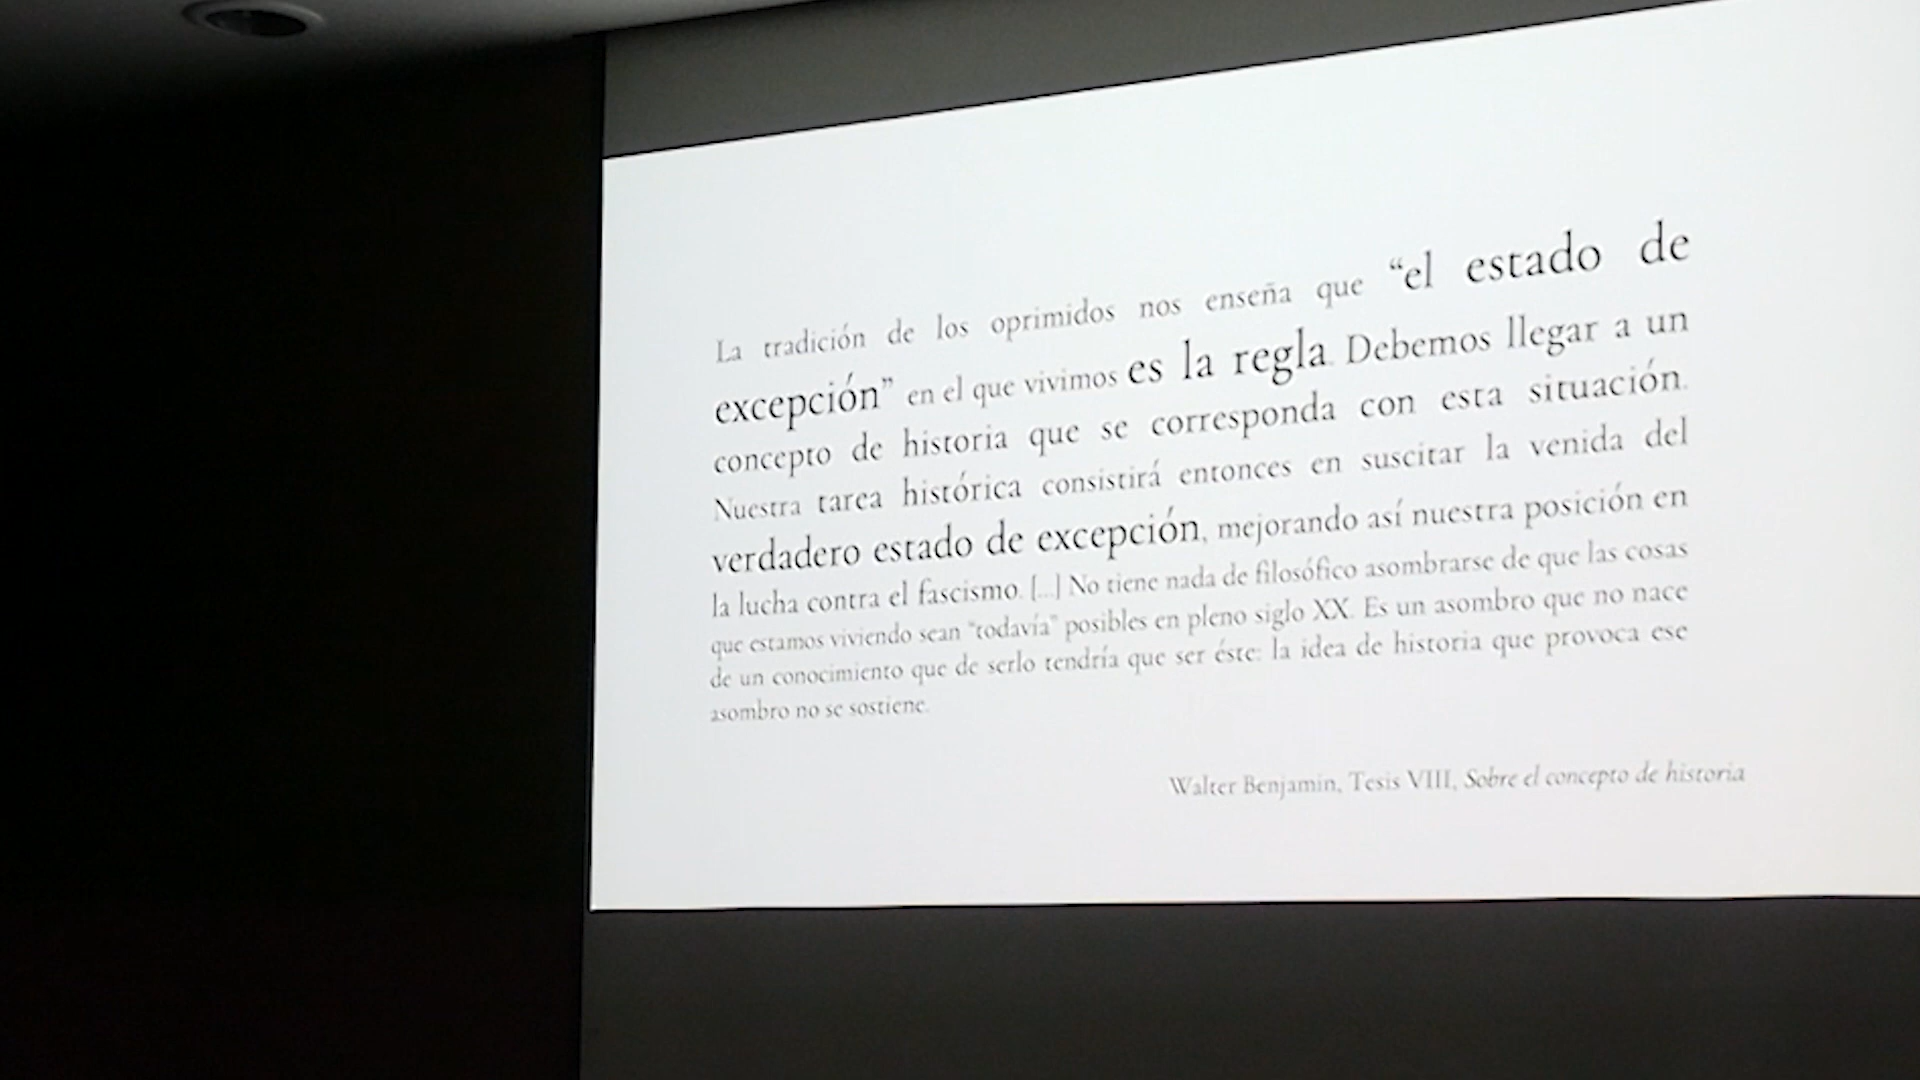 La tradición de los oprimidos nos enseña que “el estado de
excepción” en el que vivimos es la regla. Debemos llegar a un
concepto de historia que se corresponda con esta situación.
Nuestra tarea histórica consistirá entonces en suscitar la venida del
verdadero estado de excepción, mejorando así nuestra posición en
la lucha contra el fascismo. [...] No tiene nada de filosófico asombrarse de que las cosas
que estamos viviendo sean “todavía” posibles en pleno siglo XX. Es un asombro que no nace
de un conocimiento que de serlo tendría que ser éste: la idea de historia que provoca ese
asombro no se sostiene.
Walter Benjamin, Tesis VIII, Sobre el concepto de historia